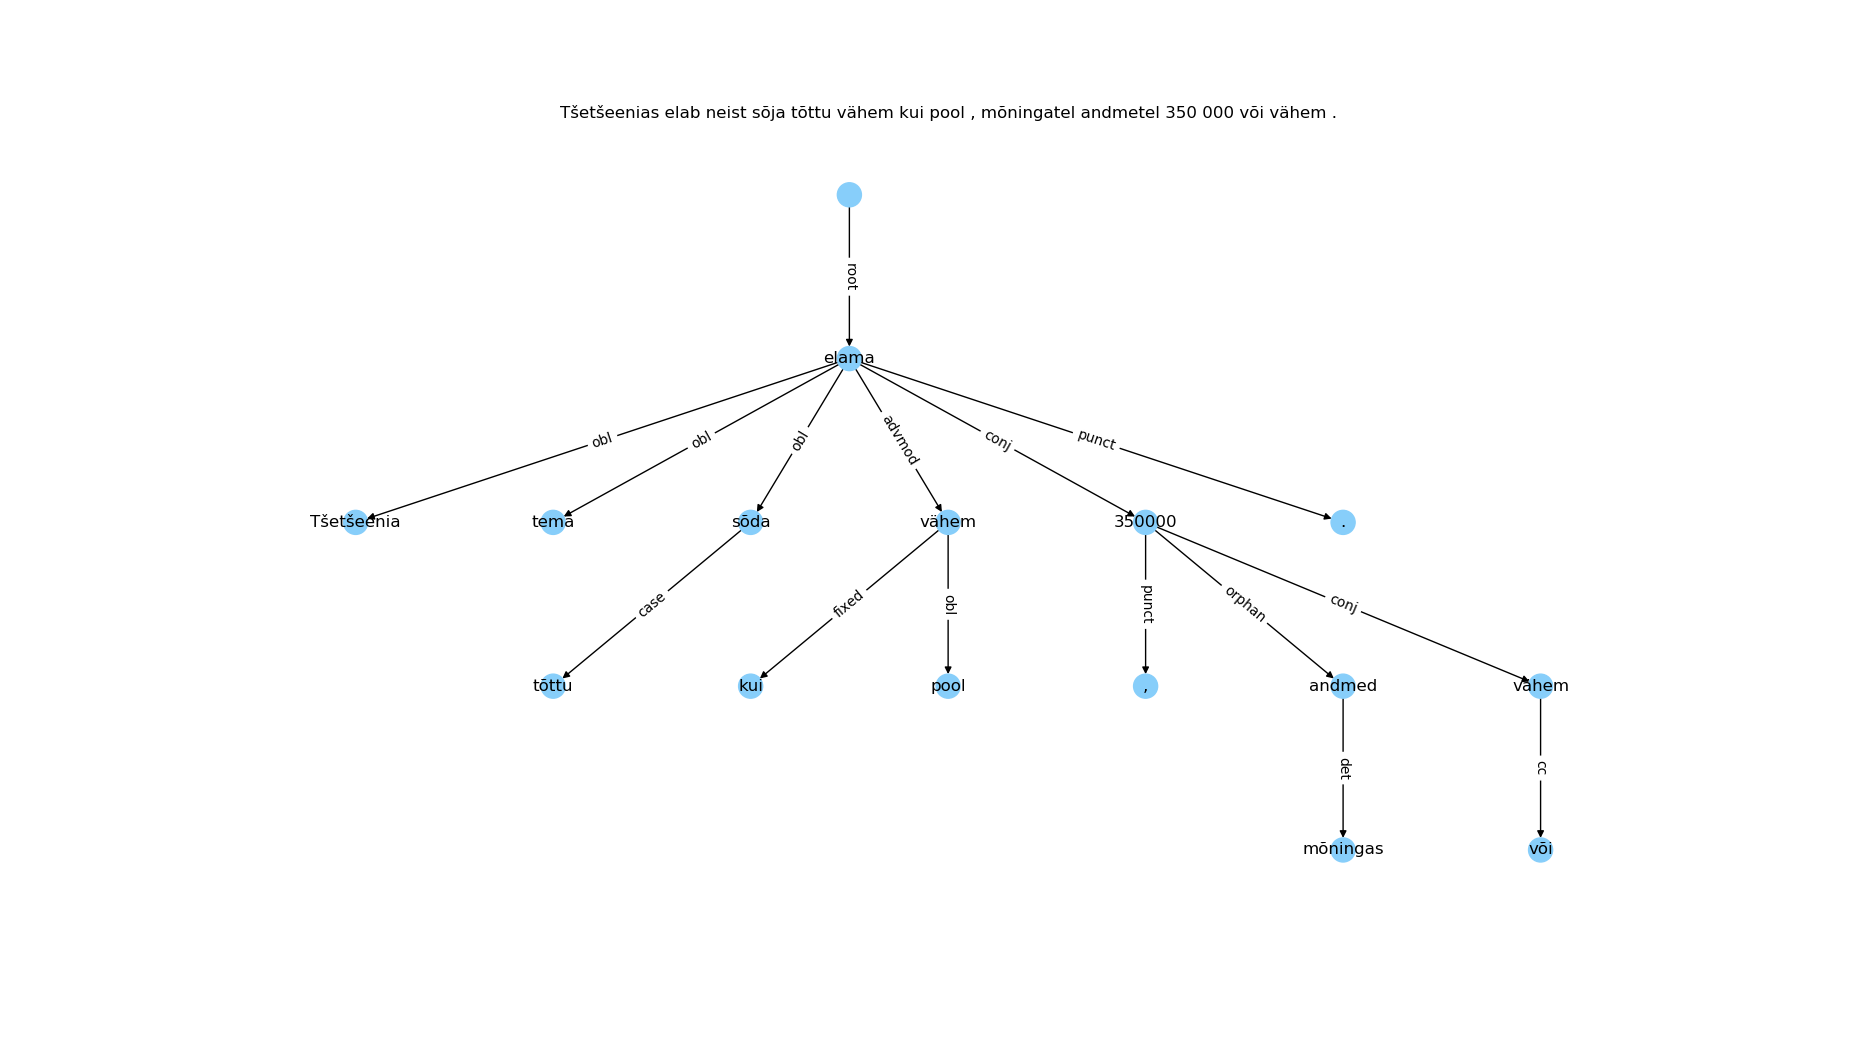 Tšetšeenias elab neist sõja tõttu vähem kui pool , mõningatel andmetel 350 000 või vähem .
root
elama
obl obl obl advmod conj punct
Tšetšeenia tema sõda vähem 350000 .
case fixed obl punct orphan conj
tõttu kui pool , andmed vähem
det cc
mõningas või